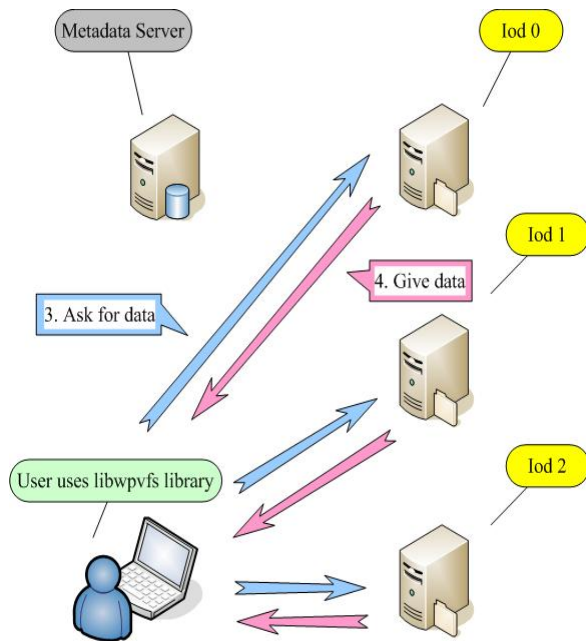 Metadata Server
Iod 0
Iod 1
4. Give data
3. Ask for data
User uses libwpvfs library
Iod 2